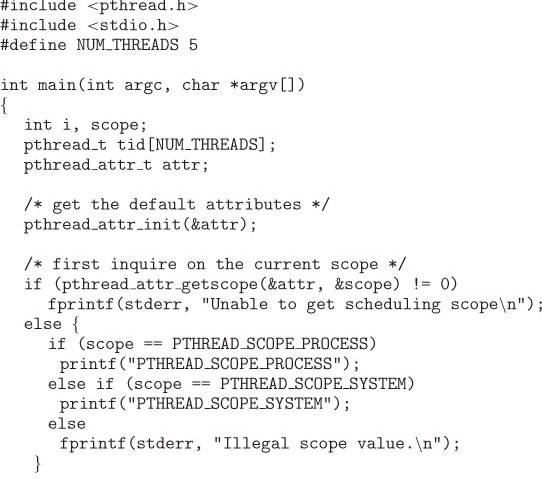 #include <pthread.h>
#include <stdio.h>
#define NUM_THREADS 5
int main(int argc, char *argv[])
{
int i, scope;
pthread_t tid[NUM_THREADS];
pthread_attr_t attr;
/* get the default attributes */
pthread_attr_init(&attr);
/* first inquire on the current scope */
if (pthread_attr_getscope(&attr, &scope) != 0)
fprintf(stderr, "Unable to get scheduling scope\n");
else {
if (scope == PTHREAD_SCOPE_PROCESS)
printf("PTHREAD_SCOPE_PROCESS");
else if (scope == PTHREAD_SCOPE_SYSTEM)
printf("PTHREAD_SCOPE_SYSTEM");
else
fprintf(stderr, "Illegal scope value.\n");
}